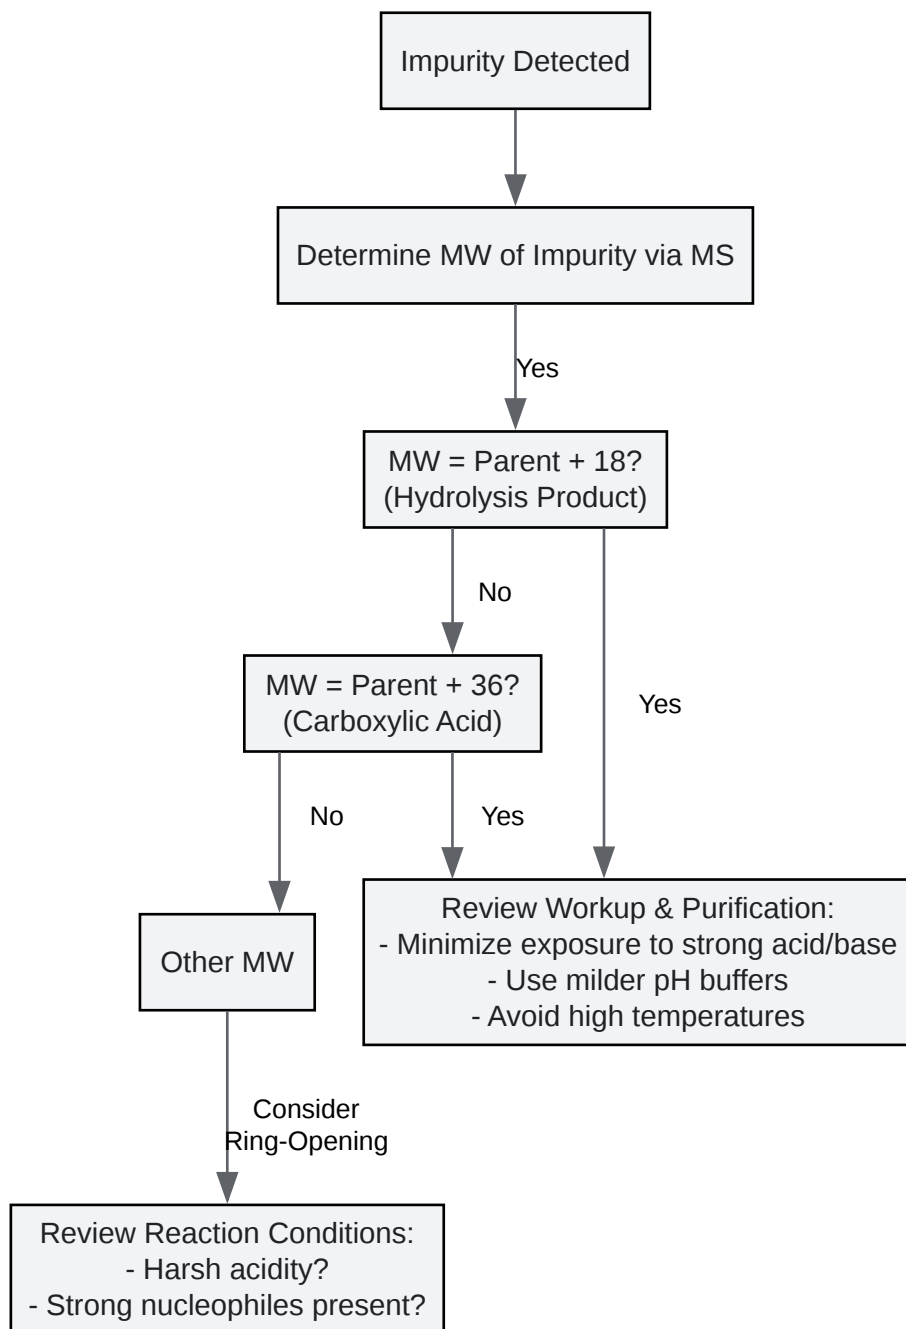 Impurity Detected
Determine MW of Impurity via MS
Yes
MW = Parent + 18?
(Hydrolysis Product)
No
MW = Parent + 36?
(Carboxylic Acid)
Yes
No
Yes
Review Workup & Purification:
- Minimize exposure to strong acid/base
- Use milder pH buffers
- Avoid high temperatures
Other MW
Consider
Ring-Opening
Review Reaction Conditions:
- Harsh acidity?
- Strong nucleophiles present?